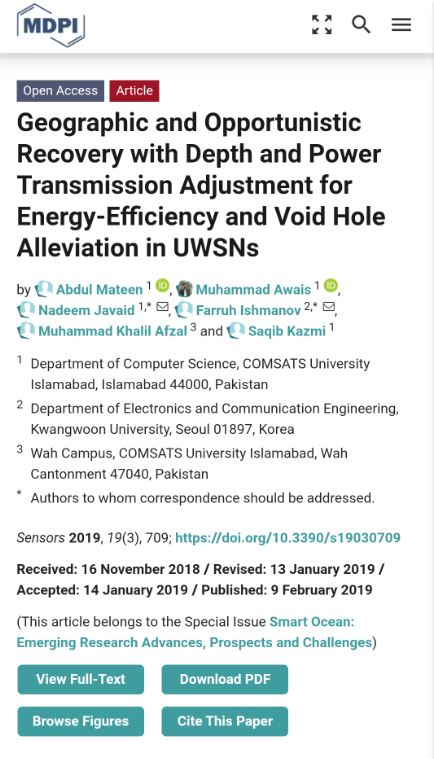 MDPI
Open Access Article
Geographic and Opportunistic
Recovery with Depth and Power
Transmission Adjustment for
Energy-Efficiency and Void Hole
Alleviation in UWSNs
by Abdul Mateen 1 iD, Muhammad Awais 1 iD,
Nadeem Javaid 1,* , Farruh Ishmanov 2,* ,
Muhammad Khalil Afzal 3 and Saqib Kazmi 1
1 Department of Computer Science, COMSATS University
Islamabad, Islamabad 44000, Pakistan
2 Department of Electronics and Communication Engineering,
Kwangwoon University, Seoul 01897, Korea
3 Wah Campus, COMSATS University Islamabad, Wah
Cantonment 47040, Pakistan
* Authors to whom correspondence should be addressed.
Sensors 2019, 19(3), 709; https://doi.org/10.3390/s19030709
Received: 16 November 2018 / Revised: 13 January 2019 /
Accepted: 14 January 2019 / Published: 9 February 2019
(This article belongs to the Special Issue Smart Ocean:
Emerging Research Advances, Prospects and Challenges)
View Full-Text Download PDF
Browse Figures Cite This Paper